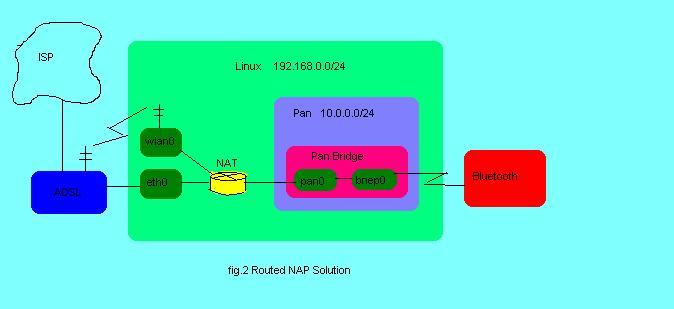 ISP
Linux 192.168.0.0/24
Pan 10.0.0.0/24
wlan0
Pan Bridge
NAT
ADSL
eth0
pan0
bnep0
Bluetooth
fig.2 Routed NAP Solution